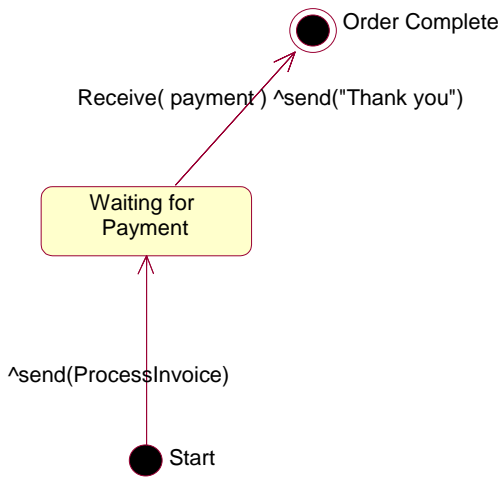 Order Complete
Receive( payment ) ^send("Thank you")
Waiting for
Payment
^send(ProcessInvoice)
Start